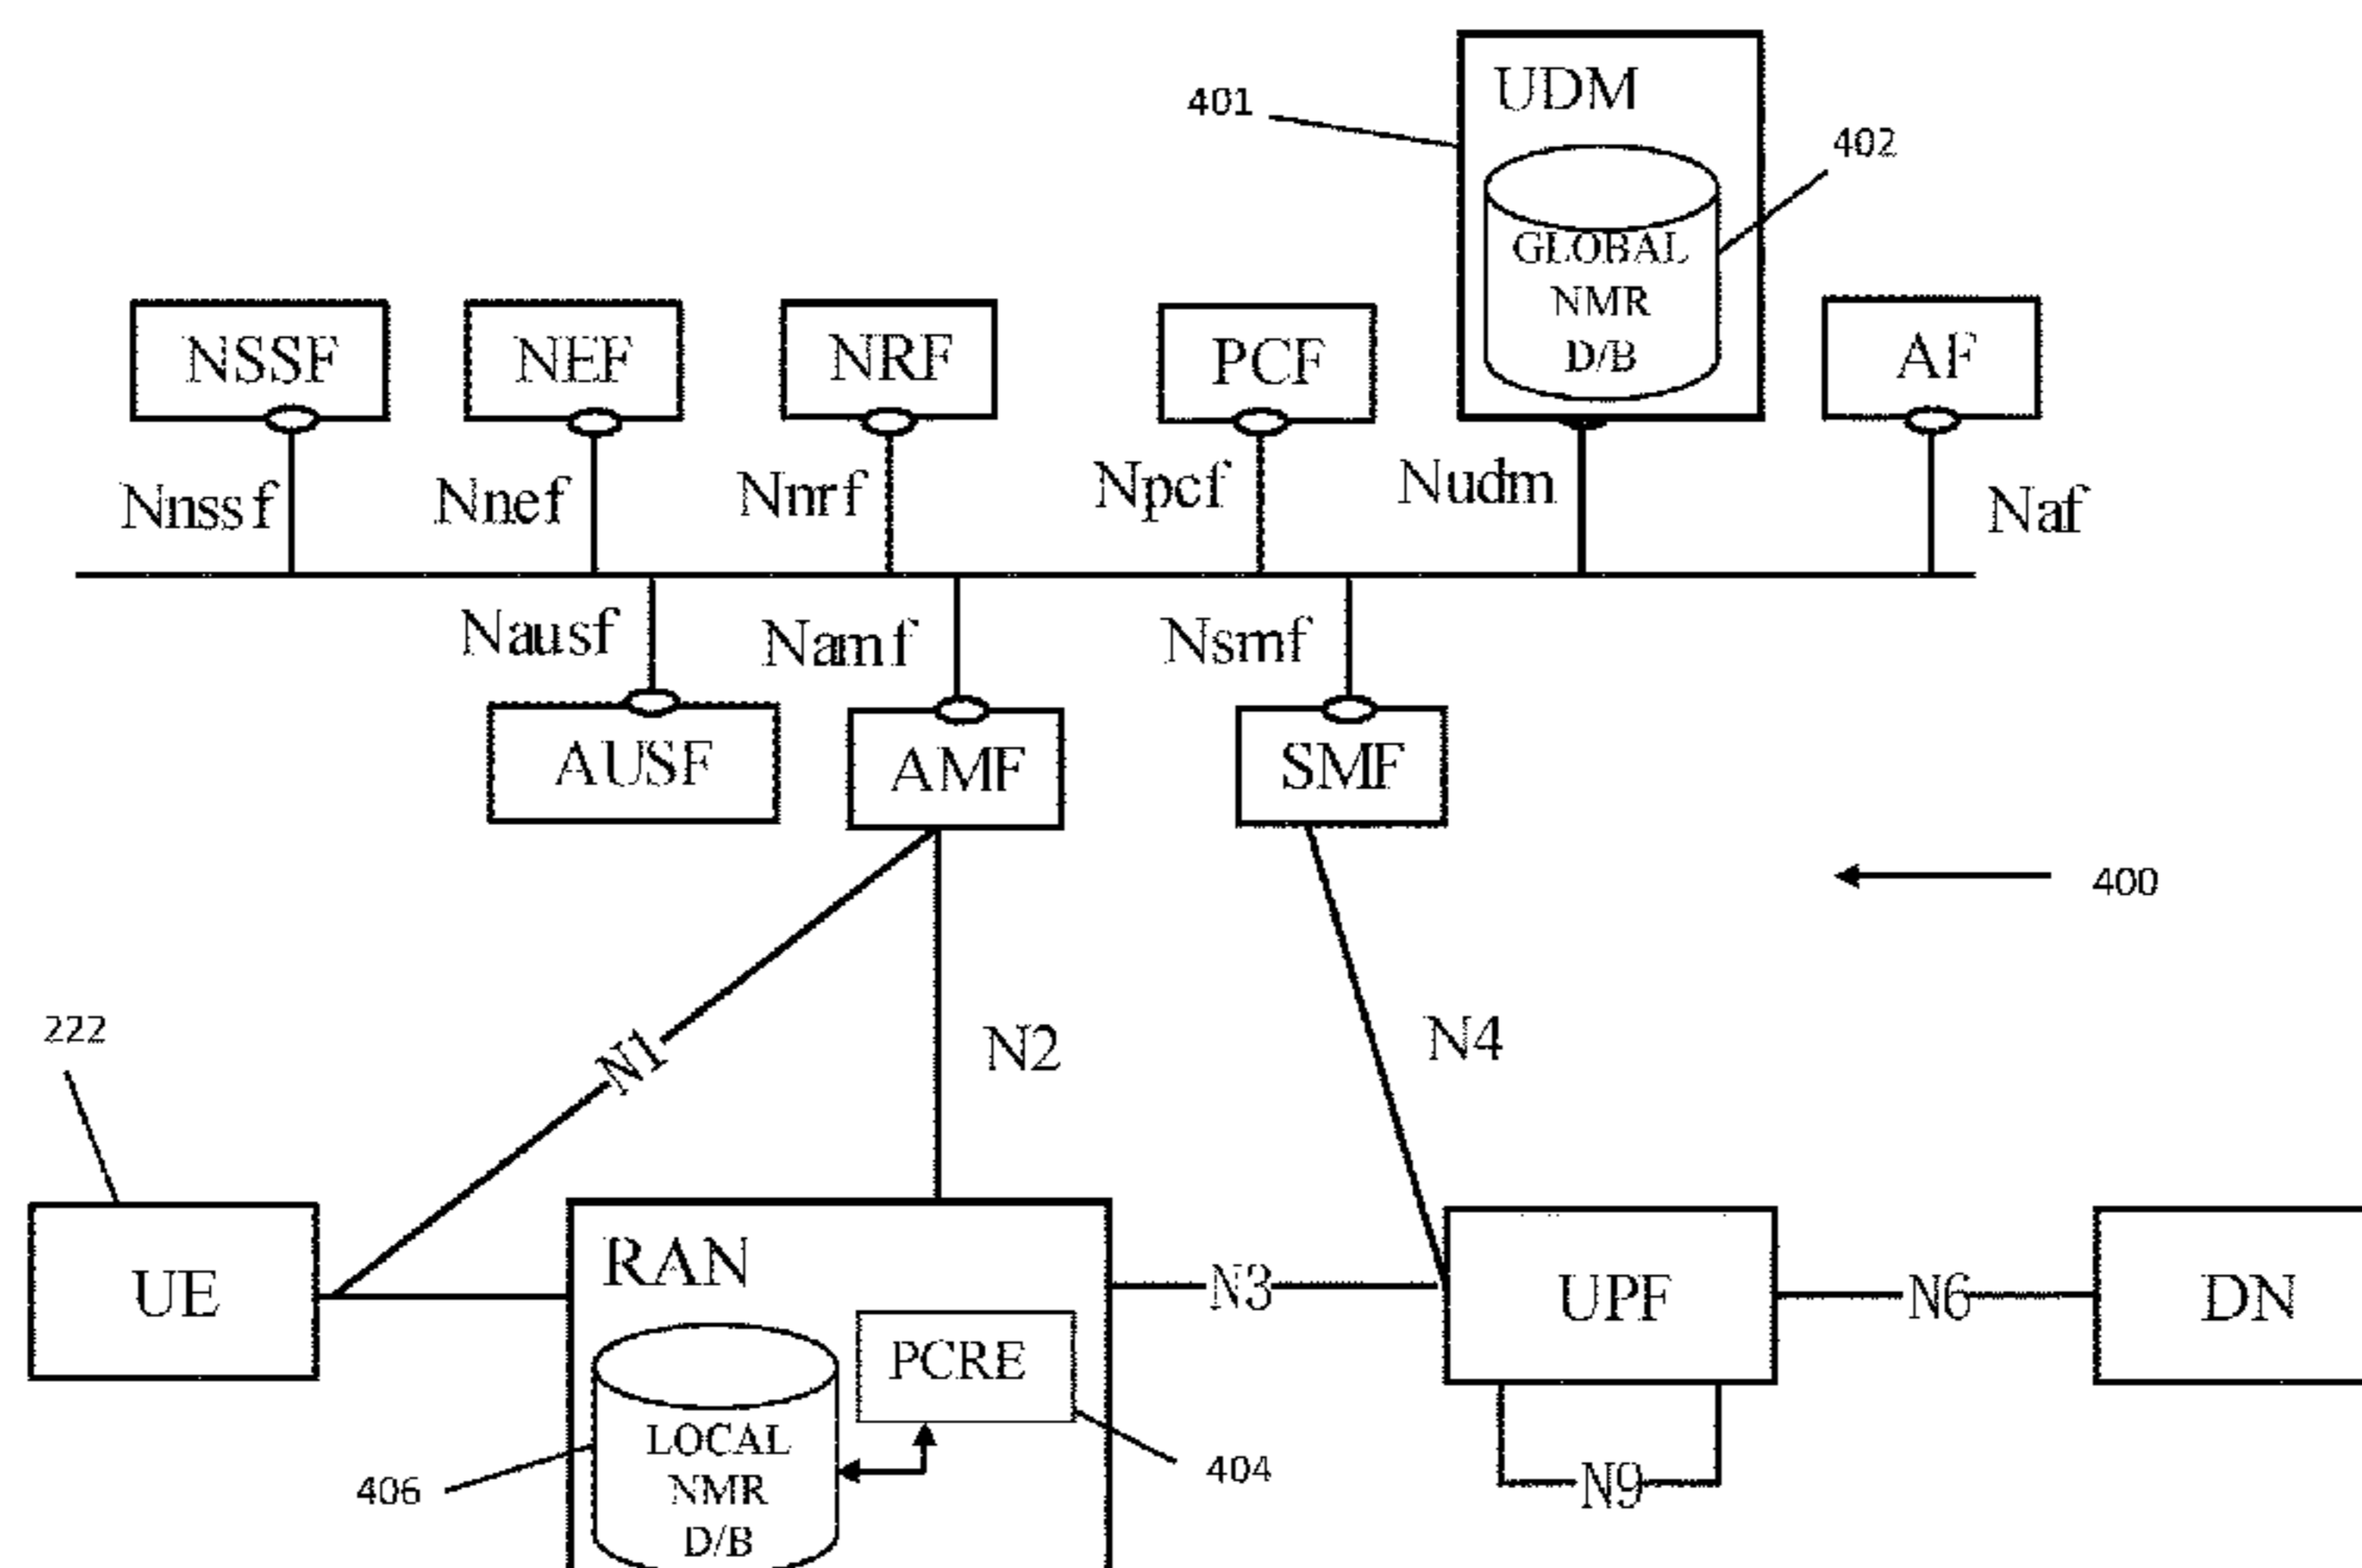 UDM
401
402
GLOBAL
NMR
D/B
NSSF
NEF
NRF
PCF
AF
Nnssf
Nnef
Nnrf
Npcf
Nudm
Naf
Nausf
Namf
Nsmf
AUSF
AMF
SMF
400
222
N1
N2
N4
UE
RAN
N3
UPF
N6
DN
PCRE
LOCAL
NMR
D/B
406
404
N9